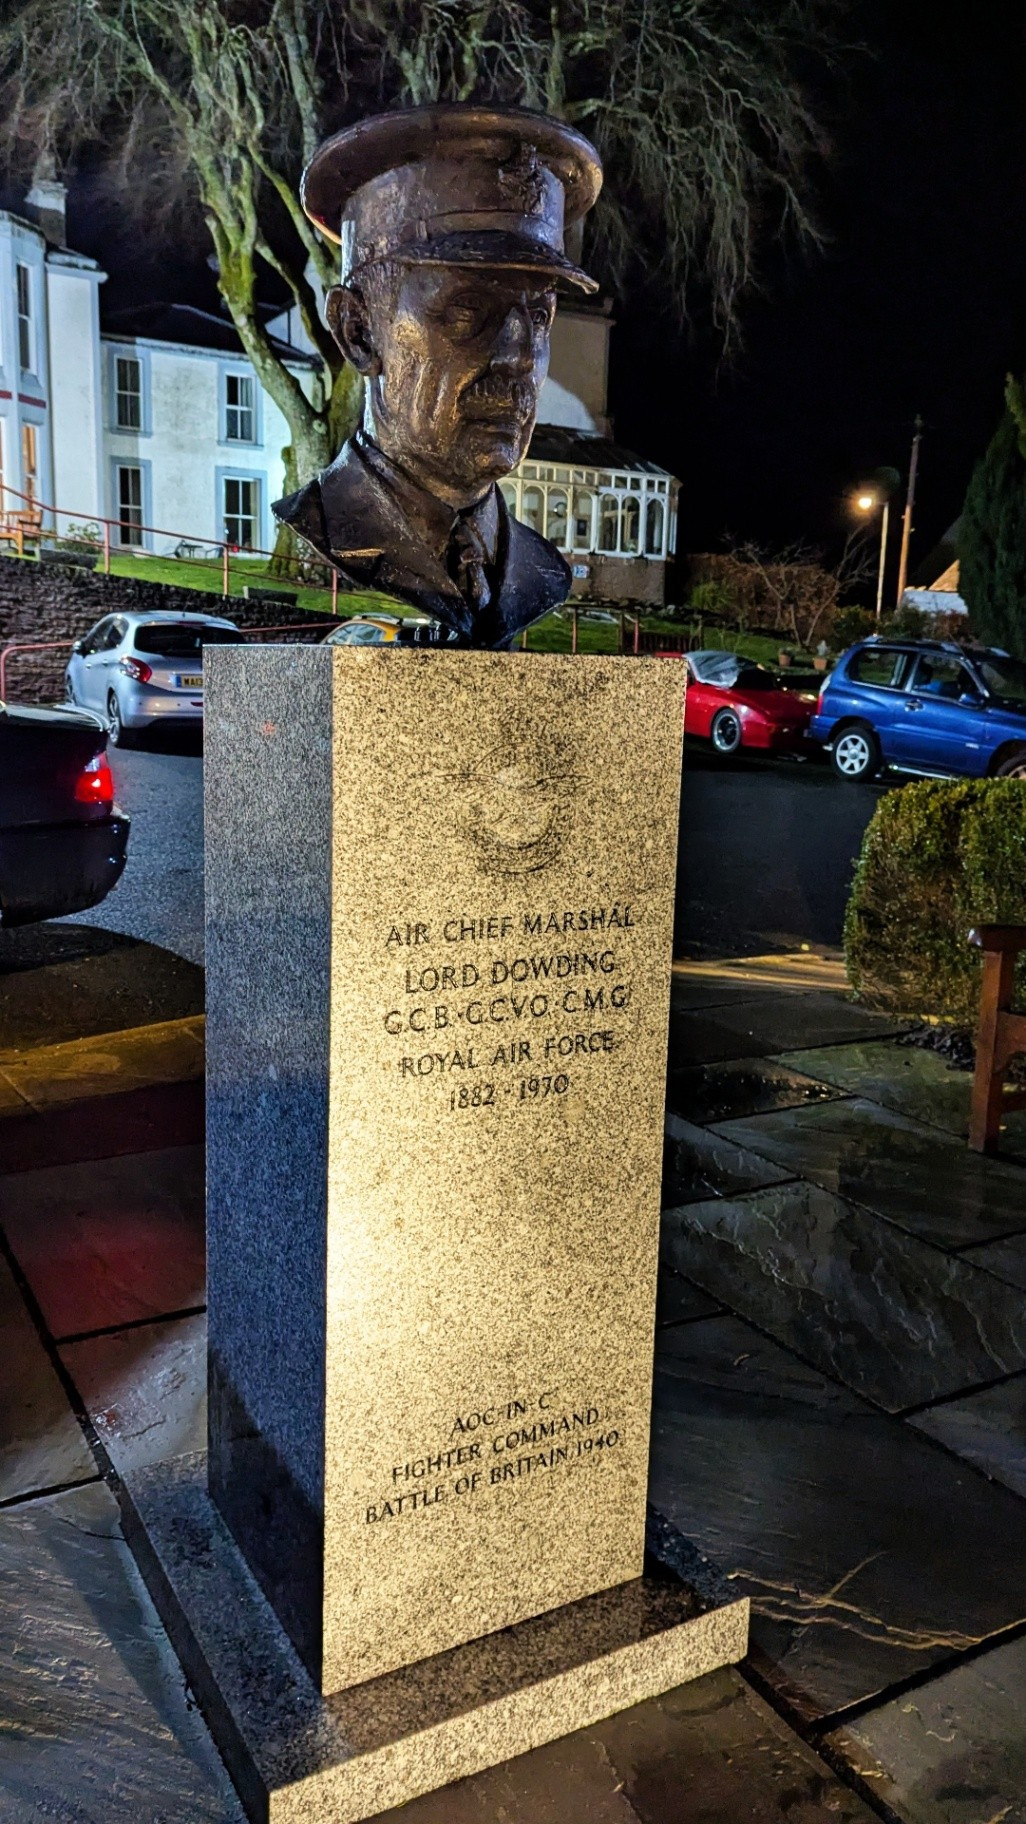 AIR CHIEF MARSHAL
LORD DOWDING
G.C.B. G.C.V.O. C.M.G.
ROYAL AIR FORCE
1882 - 1970
AOC-IN-C
FIGHTER COMMAND
BATTLE OF BRITAIN 1940